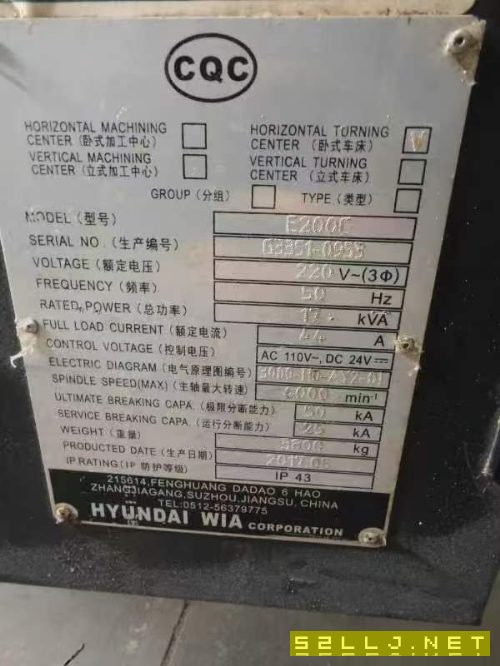 CQC
HORIZONTAL MACHINING CENTER (卧式加工中心)
HORIZONTAL TURNING CENTER (卧式车床) V
VERTICAL MACHINING CENTER (立式加工中心)
VERTICAL TURNING CENTER (立式车床)
GROUP (分组) TYPE (类型)
MODEL (型号) E200C
SERIAL NO. (生产编号) G3351-0953
VOLTAGE (额定电压) 220 V~(3Φ)
FREQUENCY (频率) 50 Hz
RATED POWER (总功率) 17 kVA
FULL LOAD CURRENT (额定电流) 44 A
CONTROL VOLTAGE (控制电压) AC 110V~, DC 24V⎓
ELECTRIC DIAGRAM (电气原理图编号)
SPINDLE SPEED(MAX) (主轴最大转速) 6000 min⁻¹
ULTIMATE BREAKING CAPA. (极限分断能力) 50 kA
SERVICE BREAKING CAPA. (运行分断能力) 25 kA
WEIGHT (重量) kg
PRODUCTED DATE (生产日期) 2017.08
IP RATING (IP 防护等级) IP 43
215614,FENGHUANG DADAO 6 HAO
ZHANGJIAGANG,SUZHOU,JIANGSU,CHINA
TEL:0512-56379775
HYUNDAI WIA CORPORATION
52LLJ.NET